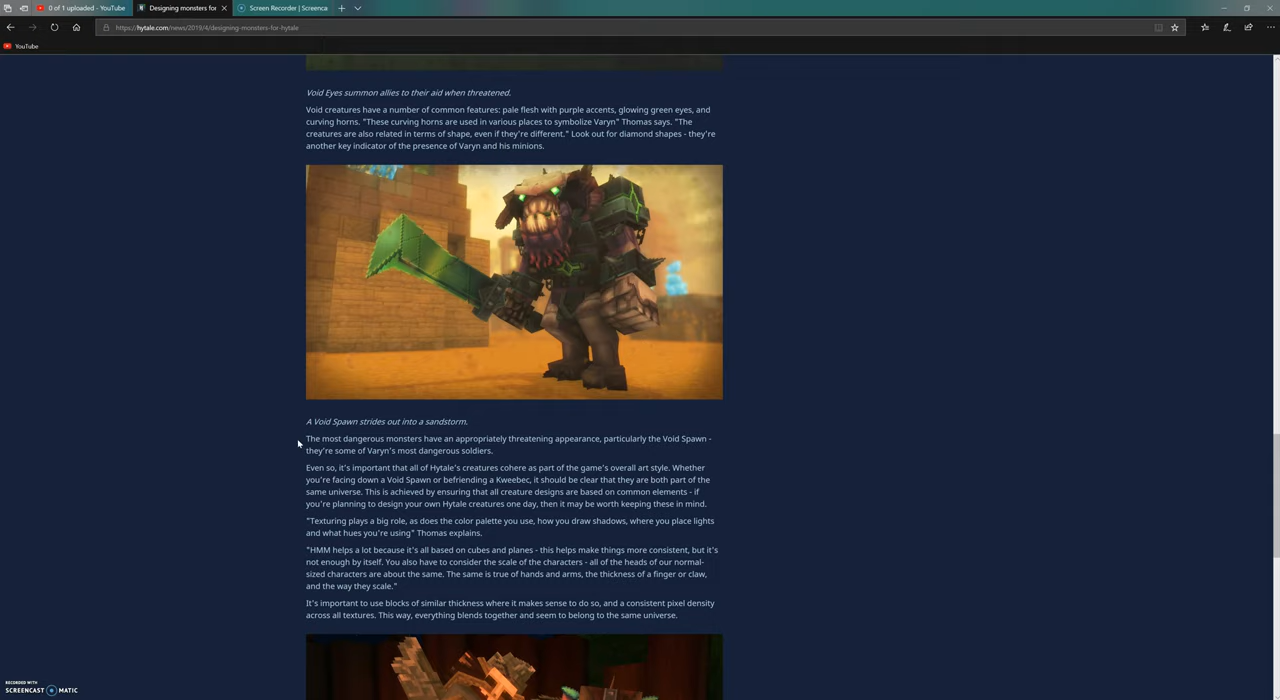 0 of 1 uploaded - YouTube
Designing monsters for
Screen Recorder | Screenca
https://hytale.com/news/2019/4/designing-monsters-for-hytale
YouTube
Void Eyes summon allies to their aid when threatened.
Void creatures have a number of common features: pale flesh with purple accents, glowing green eyes, and
curving horns. "These curving horns are used in various places to symbolize Varyn" Thomas says. "The
creatures are also related in terms of shape, even if they're different." Look out for diamond shapes - they're
another key indicator of the presence of Varyn and his minions.
A Void Spawn strides out into a sandstorm.
The most dangerous monsters have an appropriately threatening appearance, particularly the Void Spawn -
they're some of Varyn's most dangerous soldiers.
Even so, it's important that all of Hytale's creatures cohere as part of the game's overall art style. Whether
you're facing down a Void Spawn or befriending a Kweebec, it should be clear that they are both part of the
same universe. This is achieved by ensuring that all creature designs are based on common elements - if
you're planning to design your own Hytale creatures one day, then it may be worth keeping these in mind.
"Texturing plays a big role, as does the color palette you use, how you draw shadows, where you place lights
and what hues you're using" Thomas explains.
"HMM helps a lot because it's all based on cubes and planes - this helps make things more consistent, but it's
not enough by itself. You also have to consider the scale of the characters - all of the heads of our normal-
sized characters are about the same. The same is true of hands and arms, the thickness of a finger or claw,
and the way they scale."
It's important to use blocks of similar thickness where it makes sense to do so, and a consistent pixel density
across all textures. This way, everything blends together and seem to belong to the same universe.
RECORDED WITH
SCREENCAST MATIC